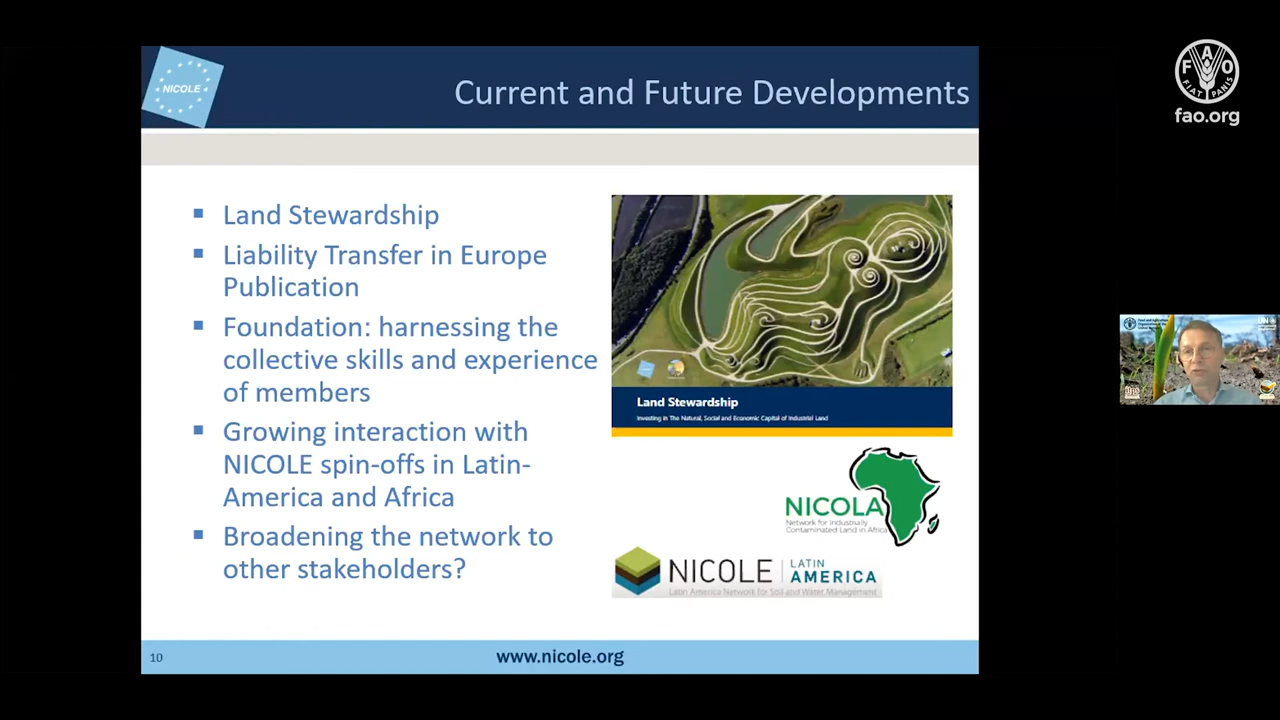 NICOLE
Current and Future Developments
FAO
FIAT PANIS
fao.org
▪ Land Stewardship
▪ Liability Transfer in Europe
Publication
▪ Foundation: harnessing the
collective skills and experience
of members
▪ Growing interaction with
NICOLE spin-offs in Latin-
America and Africa
▪ Broadening the network to
other stakeholders?
Land Stewardship
Investing in The Natural, Social and Economic Capital of Industrial Land
NICOLA
Network for Industrially
Contaminated Land in Africa
NICOLE LATIN
AMERICA
Latin America Network for Soil and Water Management
10
www.nicole.org